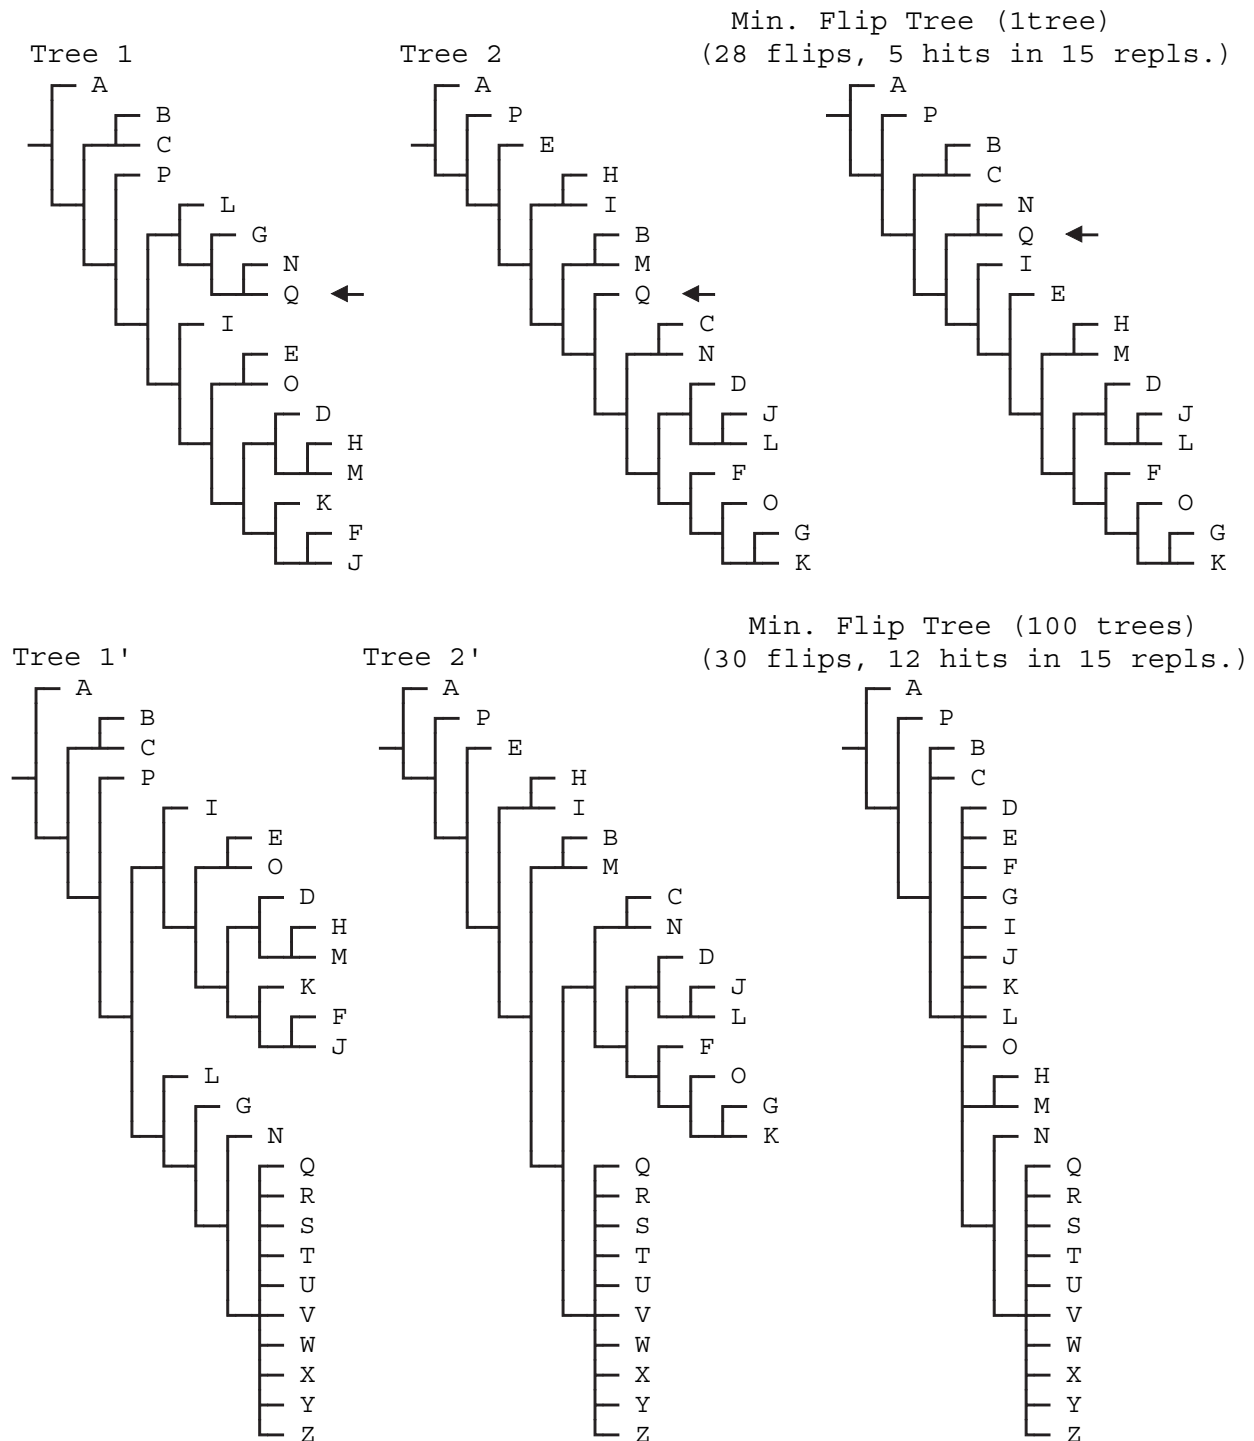 Min. Flip Tree (1tree)
Tree 1
Tree 2
(28 flips, 5 hits in 15 repls.)
A
B
C
P
L
G
N
Q
I
E
O
D
H
M
K
F
J
A
P
E
H
I
B
M
Q
C
N
D
J
L
F
O
G
K
A
P
B
C
N
Q
I
E
H
M
D
J
L
F
O
G
K
Min. Flip Tree (100 trees)
Tree 1'
Tree 2'
(30 flips, 12 hits in 15 repls.)
A
B
C
P
I
E
O
D
H
M
K
F
J
L
G
N
Q
R
S
T
U
V
W
X
Y
Z
A
P
E
H
I
B
M
C
N
D
J
L
F
O
G
K
Q
R
S
T
U
V
W
X
Y
Z
A
P
B
C
D
E
F
G
I
J
K
L
O
H
M
N
Q
R
S
T
U
V
W
X
Y
Z